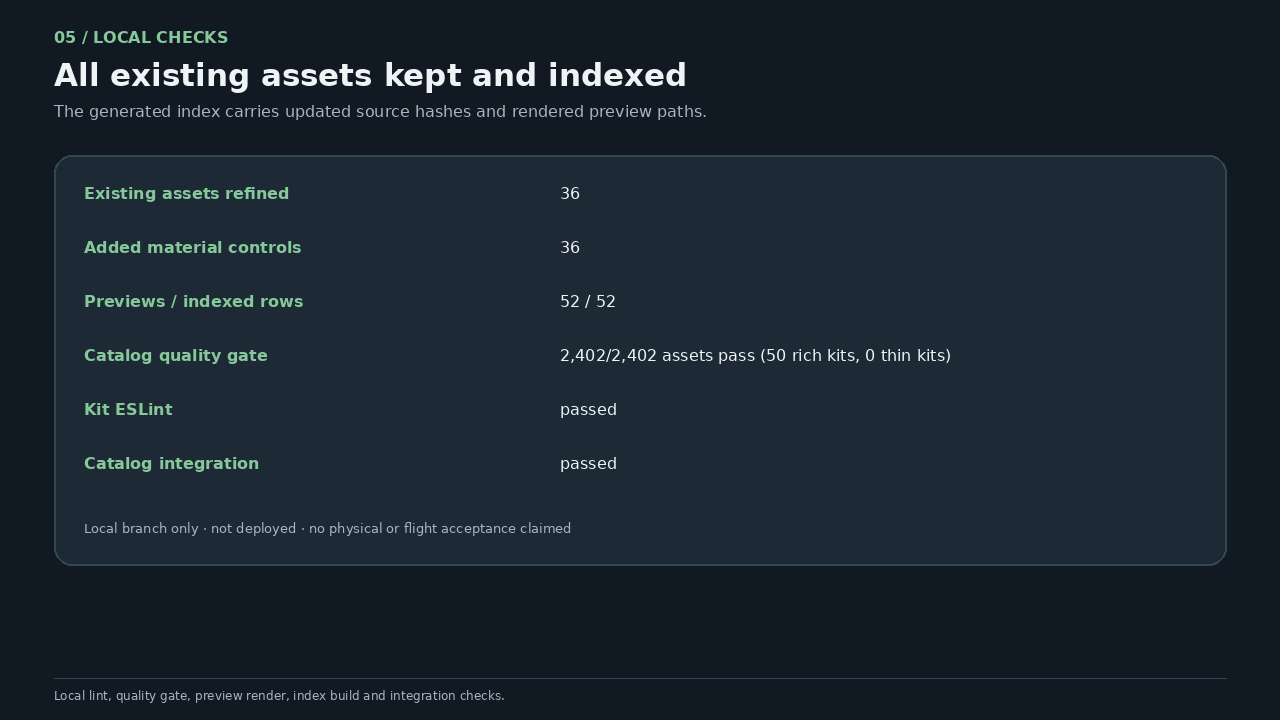 05 / LOCAL CHECKS
All existing assets kept and indexed
The generated index carries updated source hashes and rendered preview paths.
Existing assets refined 36
Added material controls 36
Previews / indexed rows 52 / 52
Catalog quality gate 2,402/2,402 assets pass (50 rich kits, 0 thin kits)
Kit ESLint passed
Catalog integration passed
Local branch only · not deployed · no physical or flight acceptance claimed
Local lint, quality gate, preview render, index build and integration checks.